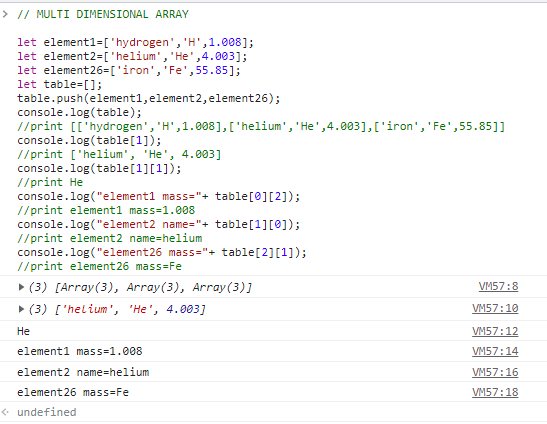 // MULTI DIMENSIONAL ARRAY
let element1=['hydrogen','H',1.008];
let element2=['helium','He',4.003];
let element26=['iron','Fe',55.85];
let table=[];
table.push(element1,element2,element26);
console.log(table);
//print [['hydrogen','H',1.008],['helium','He',4.003],['iron','Fe',55.85]]
console.log(table[1]);
//print ['helium', 'He', 4.003]
console.log(table[1][1]);
//print He
console.log("element1 mass="+ table[0][2]);
//print element1 mass=1.008
console.log("element2 name="+ table[1][0]);
//print element2 name=helium
console.log("element26 mass="+ table[2][1]);
//print element26 mass=Fe
(3) [Array(3), Array(3), Array(3)] VM57:8
(3) ['helium', 'He', 4.003] VM57:10
He VM57:12
element1 mass=1.008 VM57:14
element2 name=helium VM57:16
element26 mass=Fe VM57:18
undefined